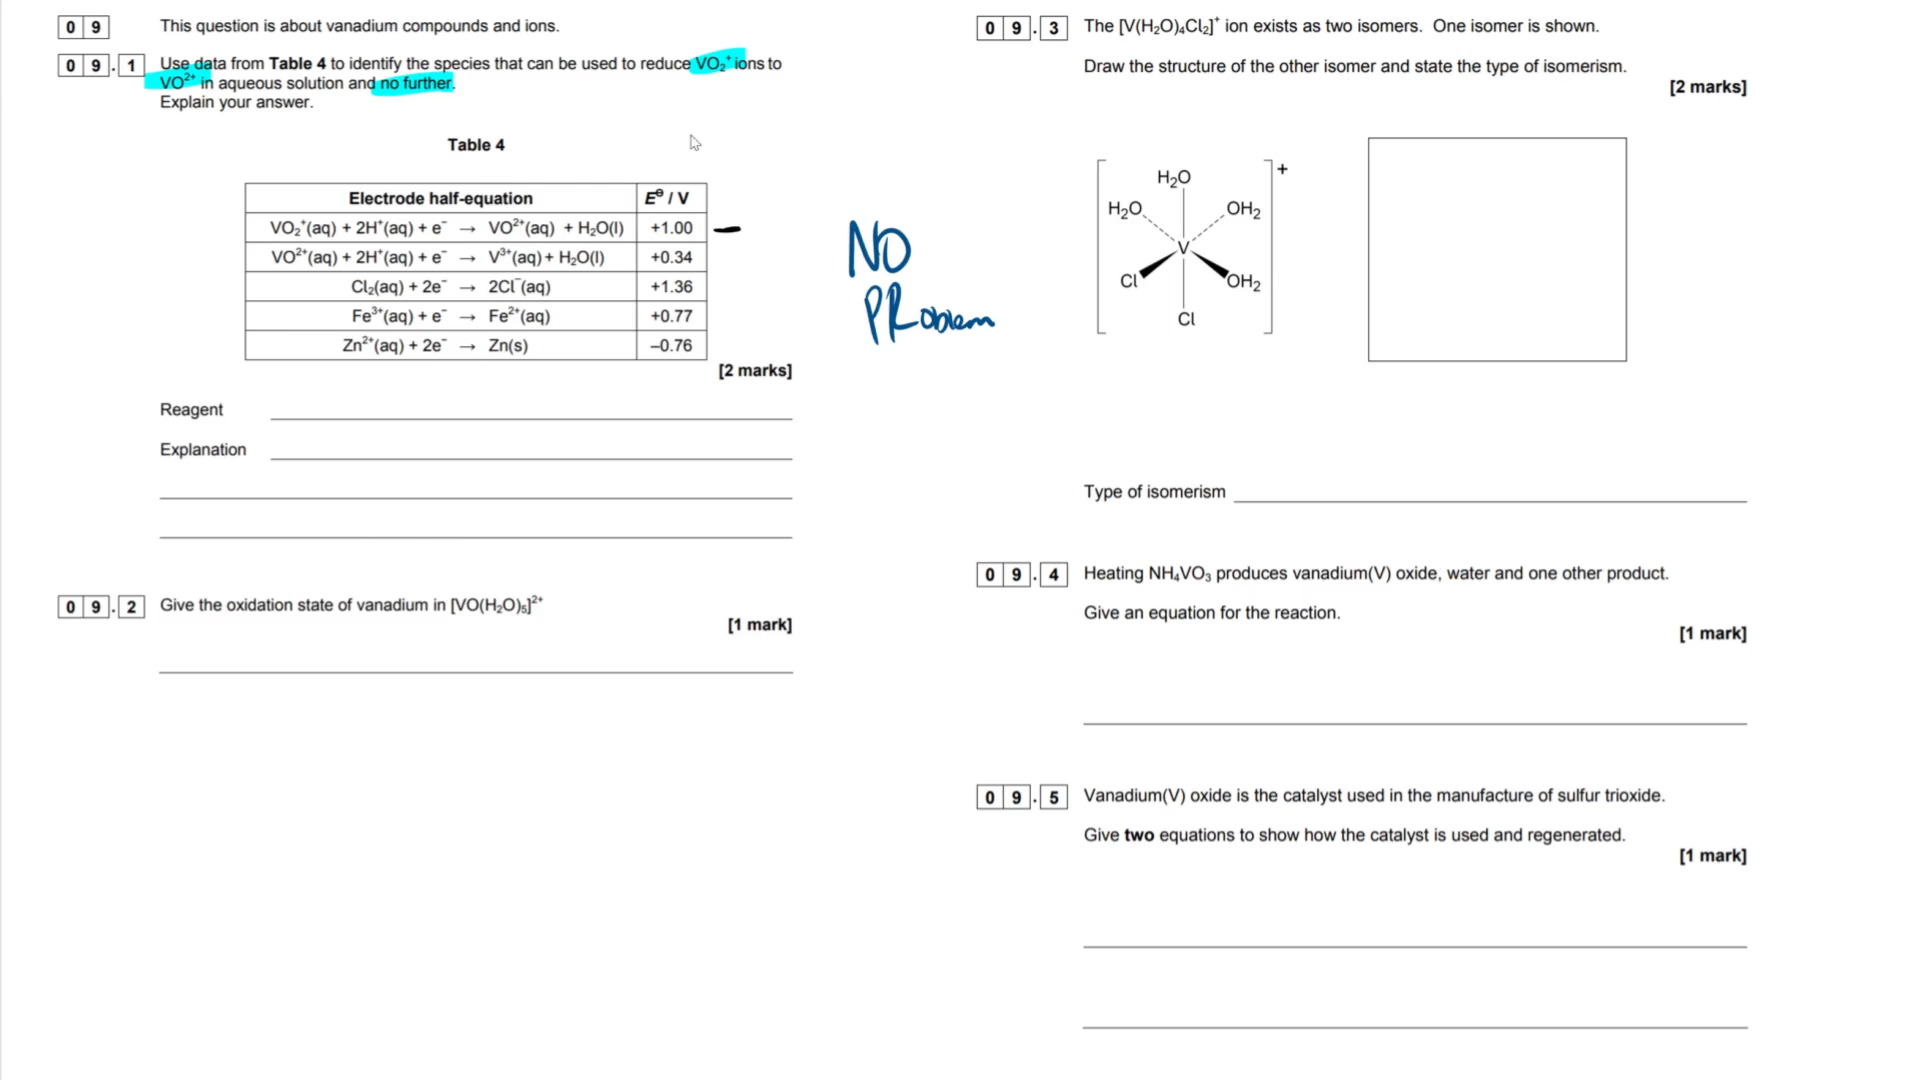 0 9 This question is about vanadium compounds and ions.
0 9 . 1 Use data from Table 4 to identify the species that can be used to reduce VO₂⁺ ions to
VO²⁺ in aqueous solution and no further.
Explain your answer.
Table 4
Electrode half-equation E⦵ / V
VO₂⁺(aq) + 2H⁺(aq) + e⁻ → VO²⁺(aq) + H₂O(l) +1.00
VO²⁺(aq) + 2H⁺(aq) + e⁻ → V³⁺(aq) + H₂O(l) +0.34
Cl₂(aq) + 2e⁻ → 2Cl⁻(aq) +1.36
Fe³⁺(aq) + e⁻ → Fe²⁺(aq) +0.77
Zn²⁺(aq) + 2e⁻ → Zn(s) –0.76
[2 marks]
Reagent
Explanation
0 9 . 2 Give the oxidation state of vanadium in [VO(H₂O)₅]²⁺
[1 mark]
NO
PRoblem
0 9 . 3 The [V(H₂O)₄Cl₂]⁺ ion exists as two isomers. One isomer is shown.
Draw the structure of the other isomer and state the type of isomerism.
[2 marks]
+
H₂O
H₂O OH₂
V
Cl OH₂
Cl
Type of isomerism
0 9 . 4 Heating NH₄VO₃ produces vanadium(V) oxide, water and one other product.
Give an equation for the reaction.
[1 mark]
0 9 . 5 Vanadium(V) oxide is the catalyst used in the manufacture of sulfur trioxide.
Give two equations to show how the catalyst is used and regenerated.
[1 mark]